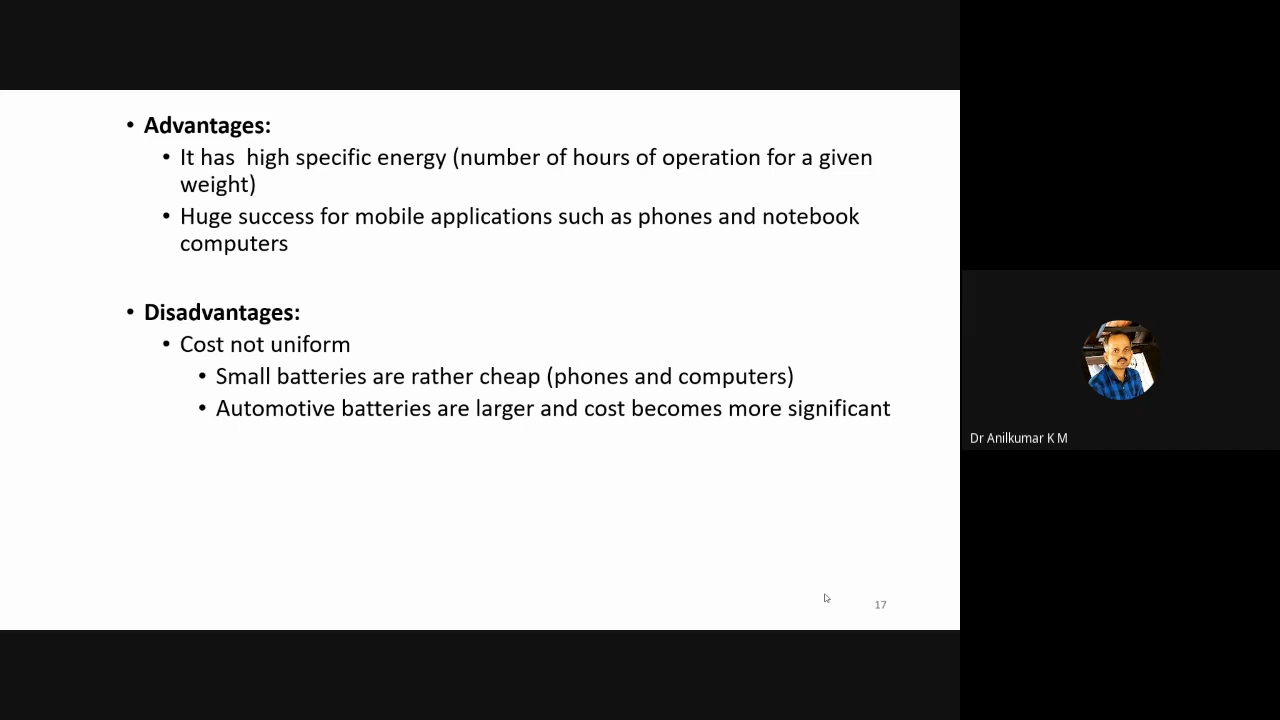 • Advantages:
• It has  high specific energy (number of hours of operation for a given
weight)
• Huge success for mobile applications such as phones and notebook
computers
• Disadvantages:
• Cost not uniform
• Small batteries are rather cheap (phones and computers)
• Automotive batteries are larger and cost becomes more significant
17
Dr Anilkumar K M